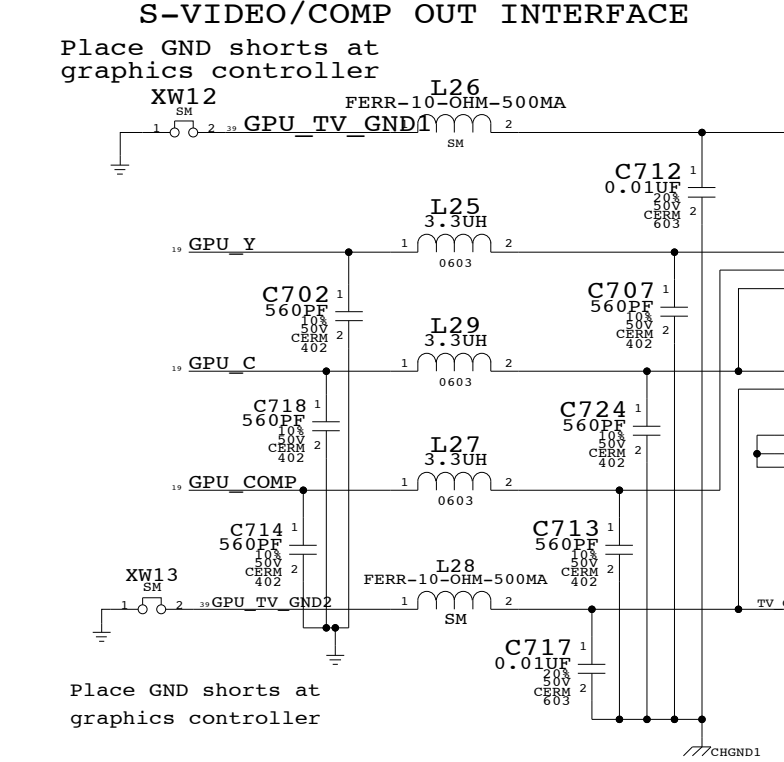 S-VIDEO/COMP OUT INTERFACE
Place GND shorts at
graphics controller
XW12
SM
1
2
39
GPU_TV_GND1
L26
FERR-10-OHM-500MA
2
SM
C712
0.01UF
20%
50V
CERM
603
1
2
L25
3.3UH
19
GPU_Y
1
2
0603
C702
560PF
10%
50V
CERM
402
1
2
C707
560PF
10%
50V
CERM
402
1
2
L29
3.3UH
19
GPU_C
1
2
0603
C718
560PF
10%
50V
CERM
402
1
2
C724
560PF
10%
50V
CERM
402
1
2
L27
3.3UH
19
GPU_COMP
1
2
0603
C714
560PF
10%
50V
CERM
402
1
2
C713
560PF
10%
50V
CERM
402
1
2
XW13
SM
1
2
39
GPU_TV_GND2
L28
FERR-10-OHM-500MA
1
2
SM
TV
C717
0.01UF
20%
50V
CERM
603
1
2
Place GND shorts at
graphics controller
CHGND1